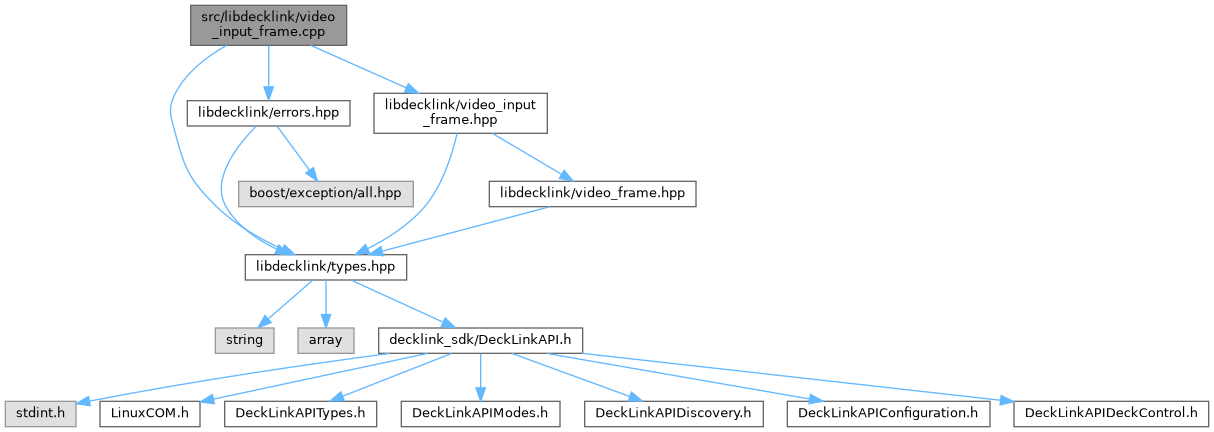 src/libdecklink/video
_input_frame.cpp
libdecklink/errors.hpp
libdecklink/video_input
_frame.hpp
boost/exception/all.hpp
libdecklink/video_frame.hpp
libdecklink/types.hpp
string
array
decklink_sdk/DeckLinkAPI.h
stdint.h
LinuxCOM.h
DeckLinkAPITypes.h
DeckLinkAPIModes.h
DeckLinkAPIDiscovery.h
DeckLinkAPIConfiguration.h
DeckLinkAPIDeckControl.h